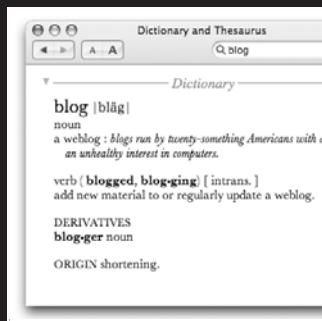 Dictionary and Thesaurus
A A blog
Dictionary
blog |bläg|
noun
a weblog : blogs run by twenty-something Americans with
an unhealthy interest in computers.
verb ( blogged, blog•ging) [ intrans. ]
add new material to or regularly update a weblog.
DERIVATIVES
blog•ger noun
ORIGIN shortening.